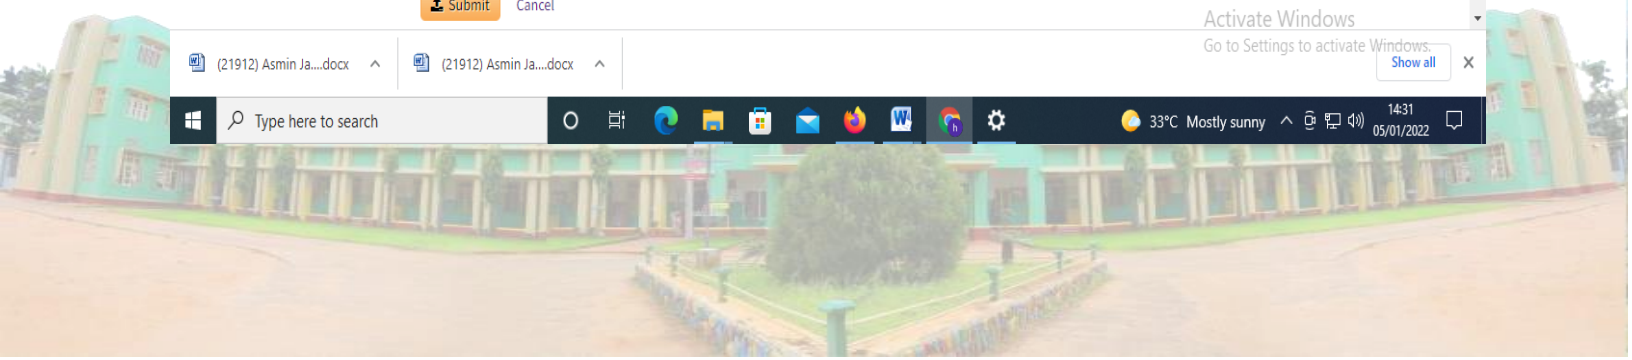 Submit Cancel
Activate Windows
Go to Settings to activate Windows.
(21912) Asmin Ja....docx
(21912) Asmin Ja....docx
Show all
Type here to search
33°C Mostly sunny
14:31
05/01/2022